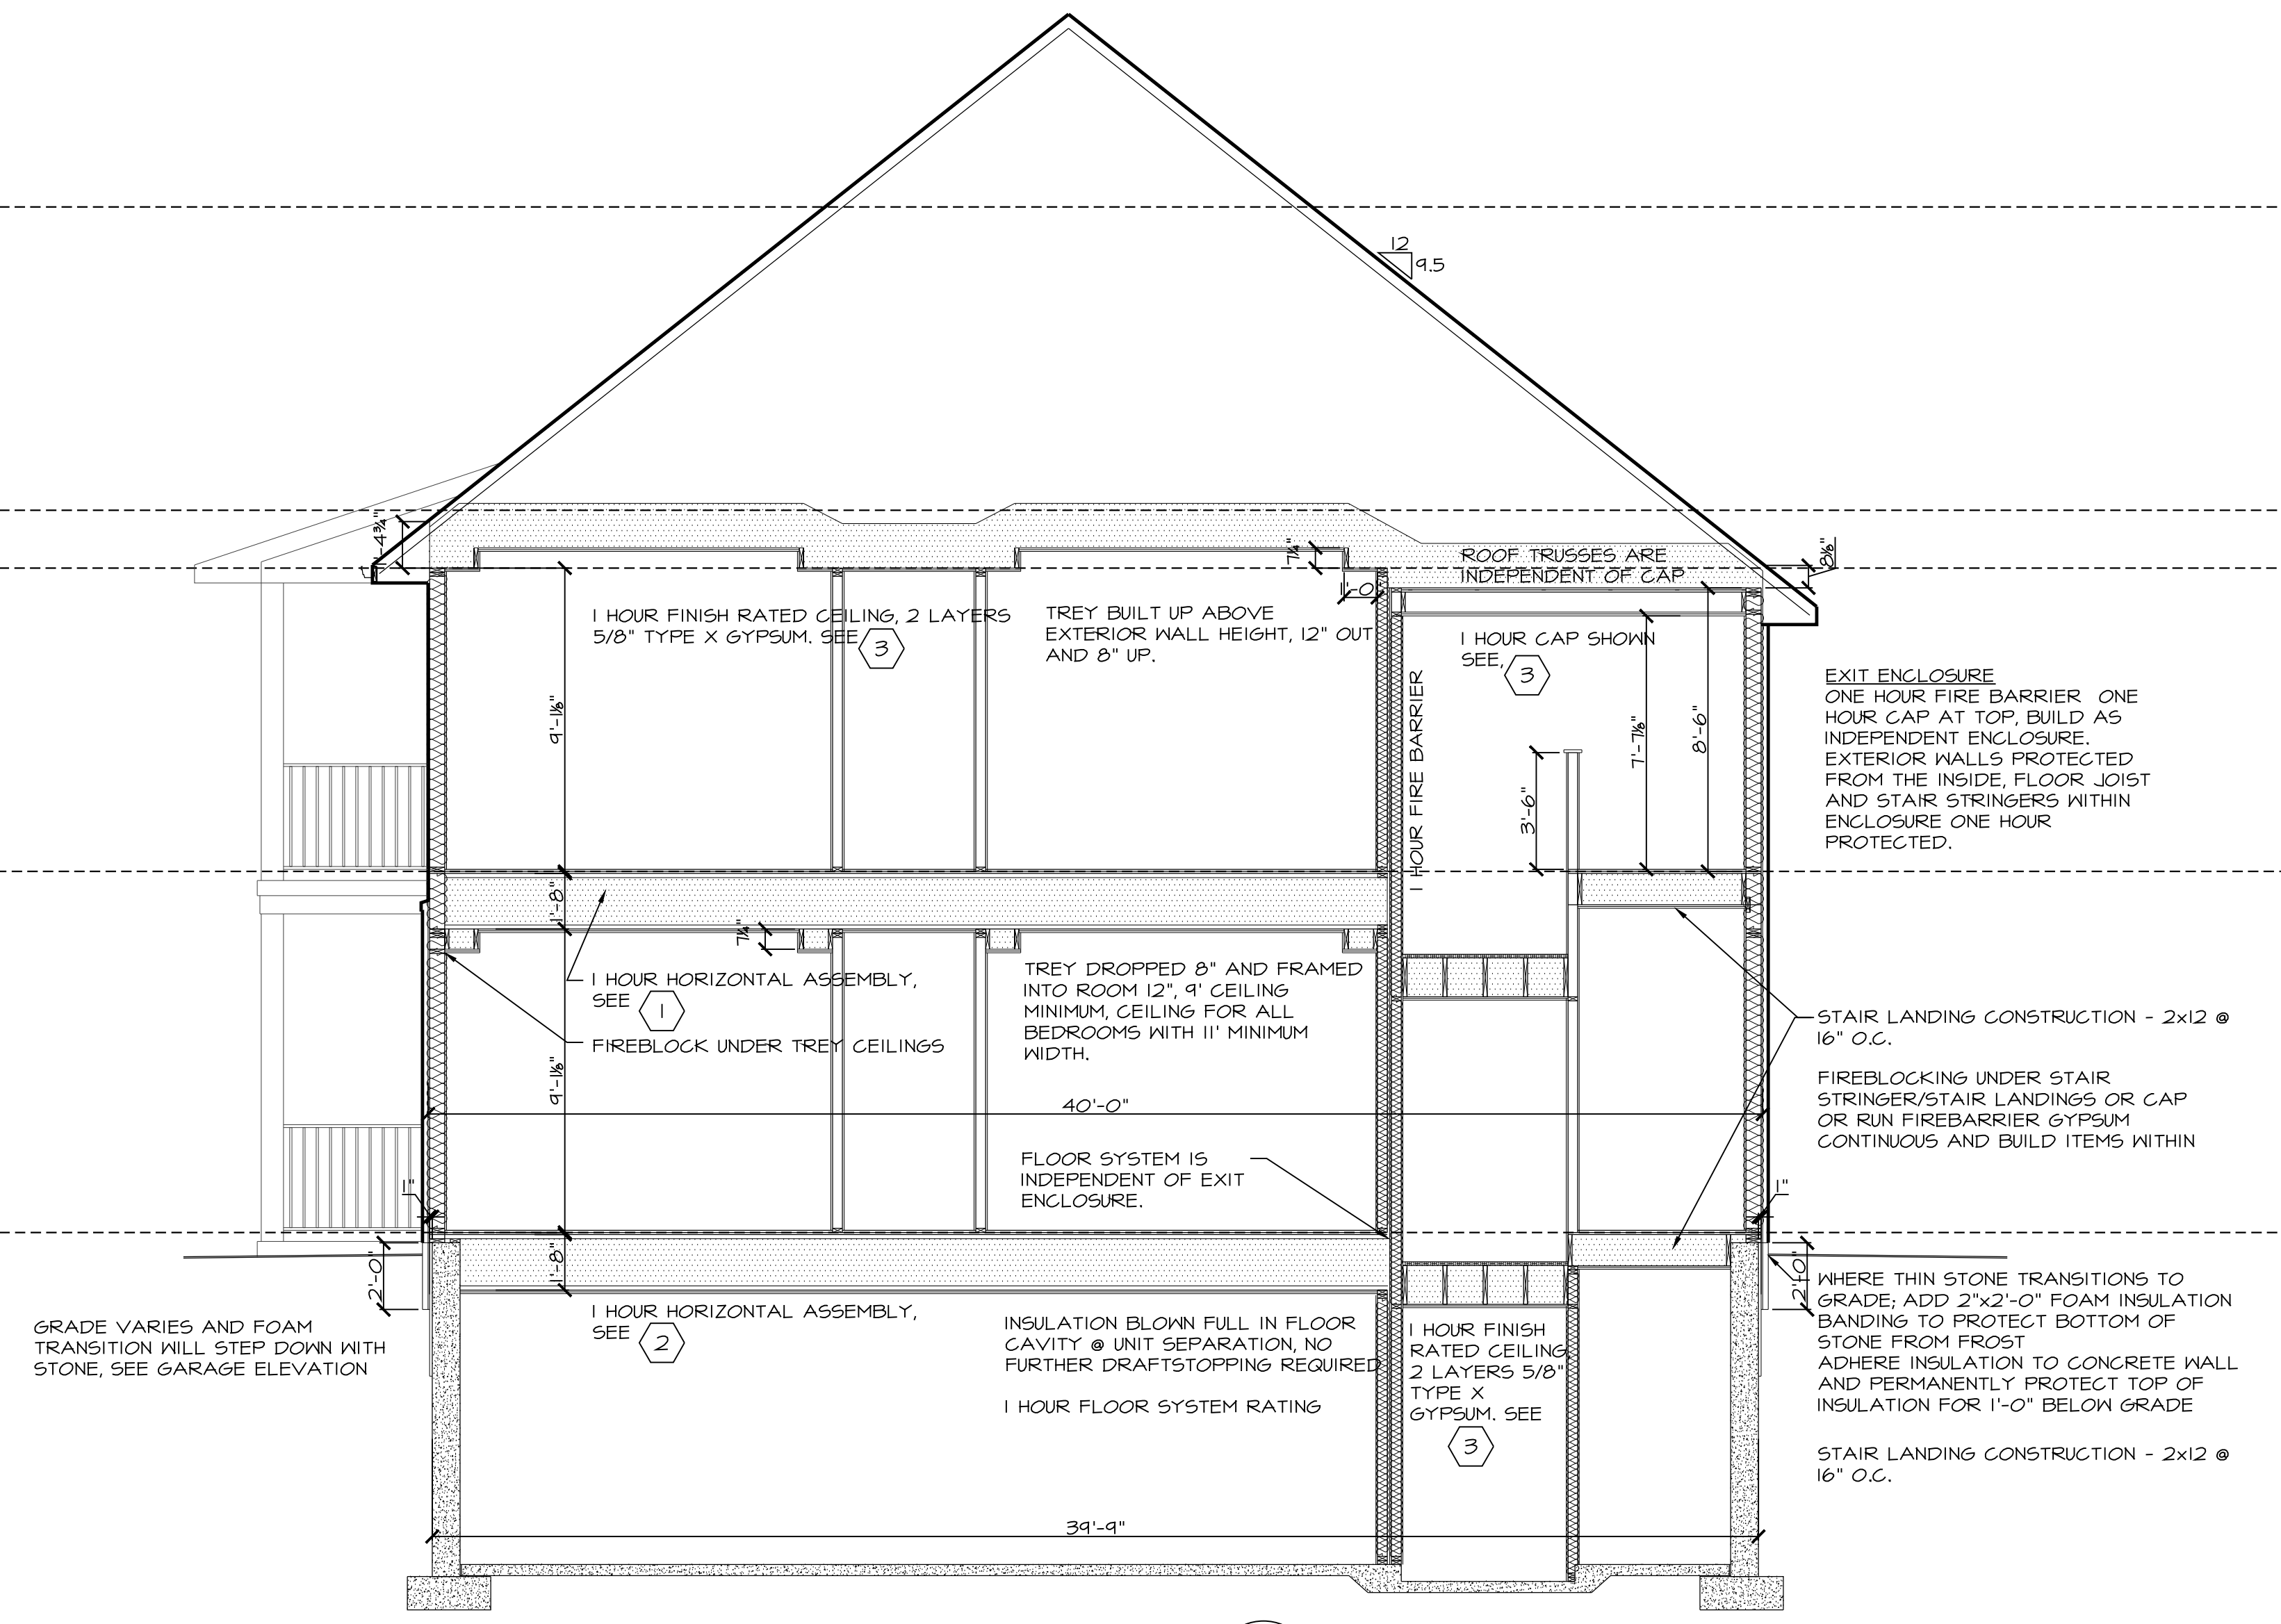 12
9.5
1'-4¾"
7¼"
1'-0"
ROOF TRUSSES ARE
INDEPENDENT OF CAP
8⅛"
1 HOUR FINISH RATED CEILING, 2 LAYERS
5/8" TYPE X GYPSUM. SEE
3
TREY BUILT UP ABOVE
EXTERIOR WALL HEIGHT, 12" OUT
AND 8" UP.
1 HOUR CAP SHOWN
SEE,
3
1 HOUR FIRE BARRIER
9'-1⅛"
7'-7⅛"
8'-6"
3'-6"
EXIT ENCLOSURE
ONE HOUR FIRE BARRIER  ONE
HOUR CAP AT TOP, BUILD AS
INDEPENDENT ENCLOSURE.
EXTERIOR WALLS PROTECTED
FROM THE INSIDE, FLOOR JOIST
AND STAIR STRINGERS WITHIN
ENCLOSURE ONE HOUR
PROTECTED.
1'-8"
7¼"
1 HOUR HORIZONTAL ASSEMBLY,
SEE
1
FIREBLOCK UNDER TREY CEILINGS
TREY DROPPED 8" AND FRAMED
INTO ROOM 12", 9' CEILING
MINIMUM, CEILING FOR ALL
BEDROOMS WITH 11' MINIMUM
WIDTH.
9'-1⅛"
40'-0"
STAIR LANDING CONSTRUCTION - 2x12 @
16" O.C.
FIREBLOCKING UNDER STAIR
STRINGER/STAIR LANDINGS OR CAP
OR RUN FIREBARRIER GYPSUM
CONTINUOUS AND BUILD ITEMS WITHIN
FLOOR SYSTEM IS
INDEPENDENT OF EXIT
ENCLOSURE.
1"
1"
2'-0"
1'-8"
2'-0"
GRADE VARIES AND FOAM
TRANSITION WILL STEP DOWN WITH
STONE, SEE GARAGE ELEVATION
1 HOUR HORIZONTAL ASSEMBLY,
SEE
2
INSULATION BLOWN FULL IN FLOOR
CAVITY @ UNIT SEPARATION, NO
FURTHER DRAFTSTOPPING REQUIRED
1 HOUR FLOOR SYSTEM RATING
1 HOUR FINISH
RATED CEILING,
2 LAYERS 5/8"
TYPE X
GYPSUM. SEE
3
WHERE THIN STONE TRANSITIONS TO
GRADE; ADD 2"x2'-0" FOAM INSULATION
BANDING TO PROTECT BOTTOM OF
STONE FROM FROST
ADHERE INSULATION TO CONCRETE WALL
AND PERMANENTLY PROTECT TOP OF
INSULATION FOR 1'-0" BELOW GRADE
STAIR LANDING CONSTRUCTION - 2x12 @
16" O.C.
39'-9"